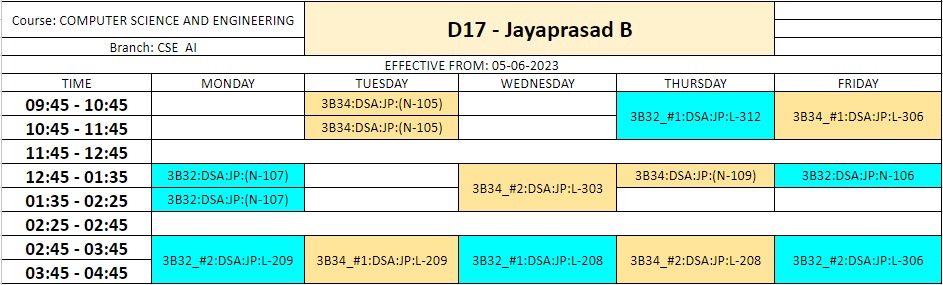 Course: COMPUTER SCIENCE AND ENGINEERING
D17 - Jayaprasad B
Branch: CSE AI
EFFECTIVE FROM: 05-06-2023
TIME MONDAY TUESDAY WEDNESDAY THURSDAY FRIDAY
09:45 - 10:45 3B34:DSA:JP:(N-105) 3B32_#1:DSA:JP:L-312 3B34_#1:DSA:JP:L-306
10:45 - 11:45 3B34:DSA:JP:(N-105)
11:45 - 12:45
12:45 - 01:35 3B32:DSA:JP:(N-107) 3B34_#2:DSA:JP:L-303 3B34:DSA:JP:(N-109) 3B32:DSA:JP:N-106
01:35 - 02:25 3B32:DSA:JP:(N-107)
02:25 - 02:45
02:45 - 03:45 3B32_#2:DSA:JP:L-209 3B34_#1:DSA:JP:L-209 3B32_#1:DSA:JP:L-208 3B34_#2:DSA:JP:L-208 3B32_#2:DSA:JP:L-306
03:45 - 04:45